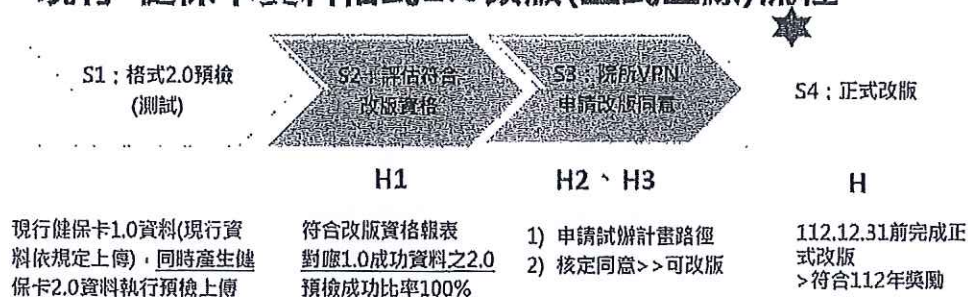 S1：格式2.0預檢
(測試)
S2：評估符合
改版資格
S3：院所VPN
申請改版同意
S4：正式改版
H1
H2、H3
H
現行健保卡1.0資料(現行資
料依規定上傳)，同時產生健
保卡2.0資料執行預檢上傳
符合改版資格報表
對應1.0成功資料之2.0
預檢成功比率100%
1) 申請試辦計畫路徑
2) 核定同意>>可改版
112.12.31前完成正
式改版
>符合112年獎勵